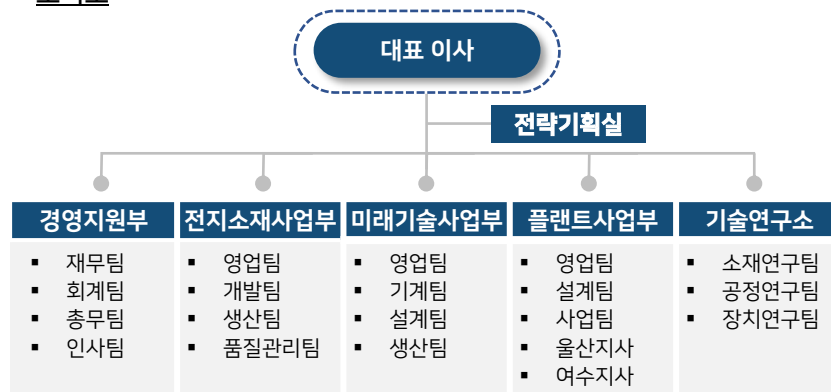 대표 이사
전략기획실
경영지원부
재무팀
회계팀
총무팀
인사팀
전지소재사업부
영업팀
개발팀
생산팀
품질관리팀
미래기술사업부
영업팀
기계팀
설계팀
생산팀
플랜트사업부
영업팀
설계팀
사업팀
울산지사
여수지사
기술연구소
소재연구팀
공정연구팀
장치연구팀